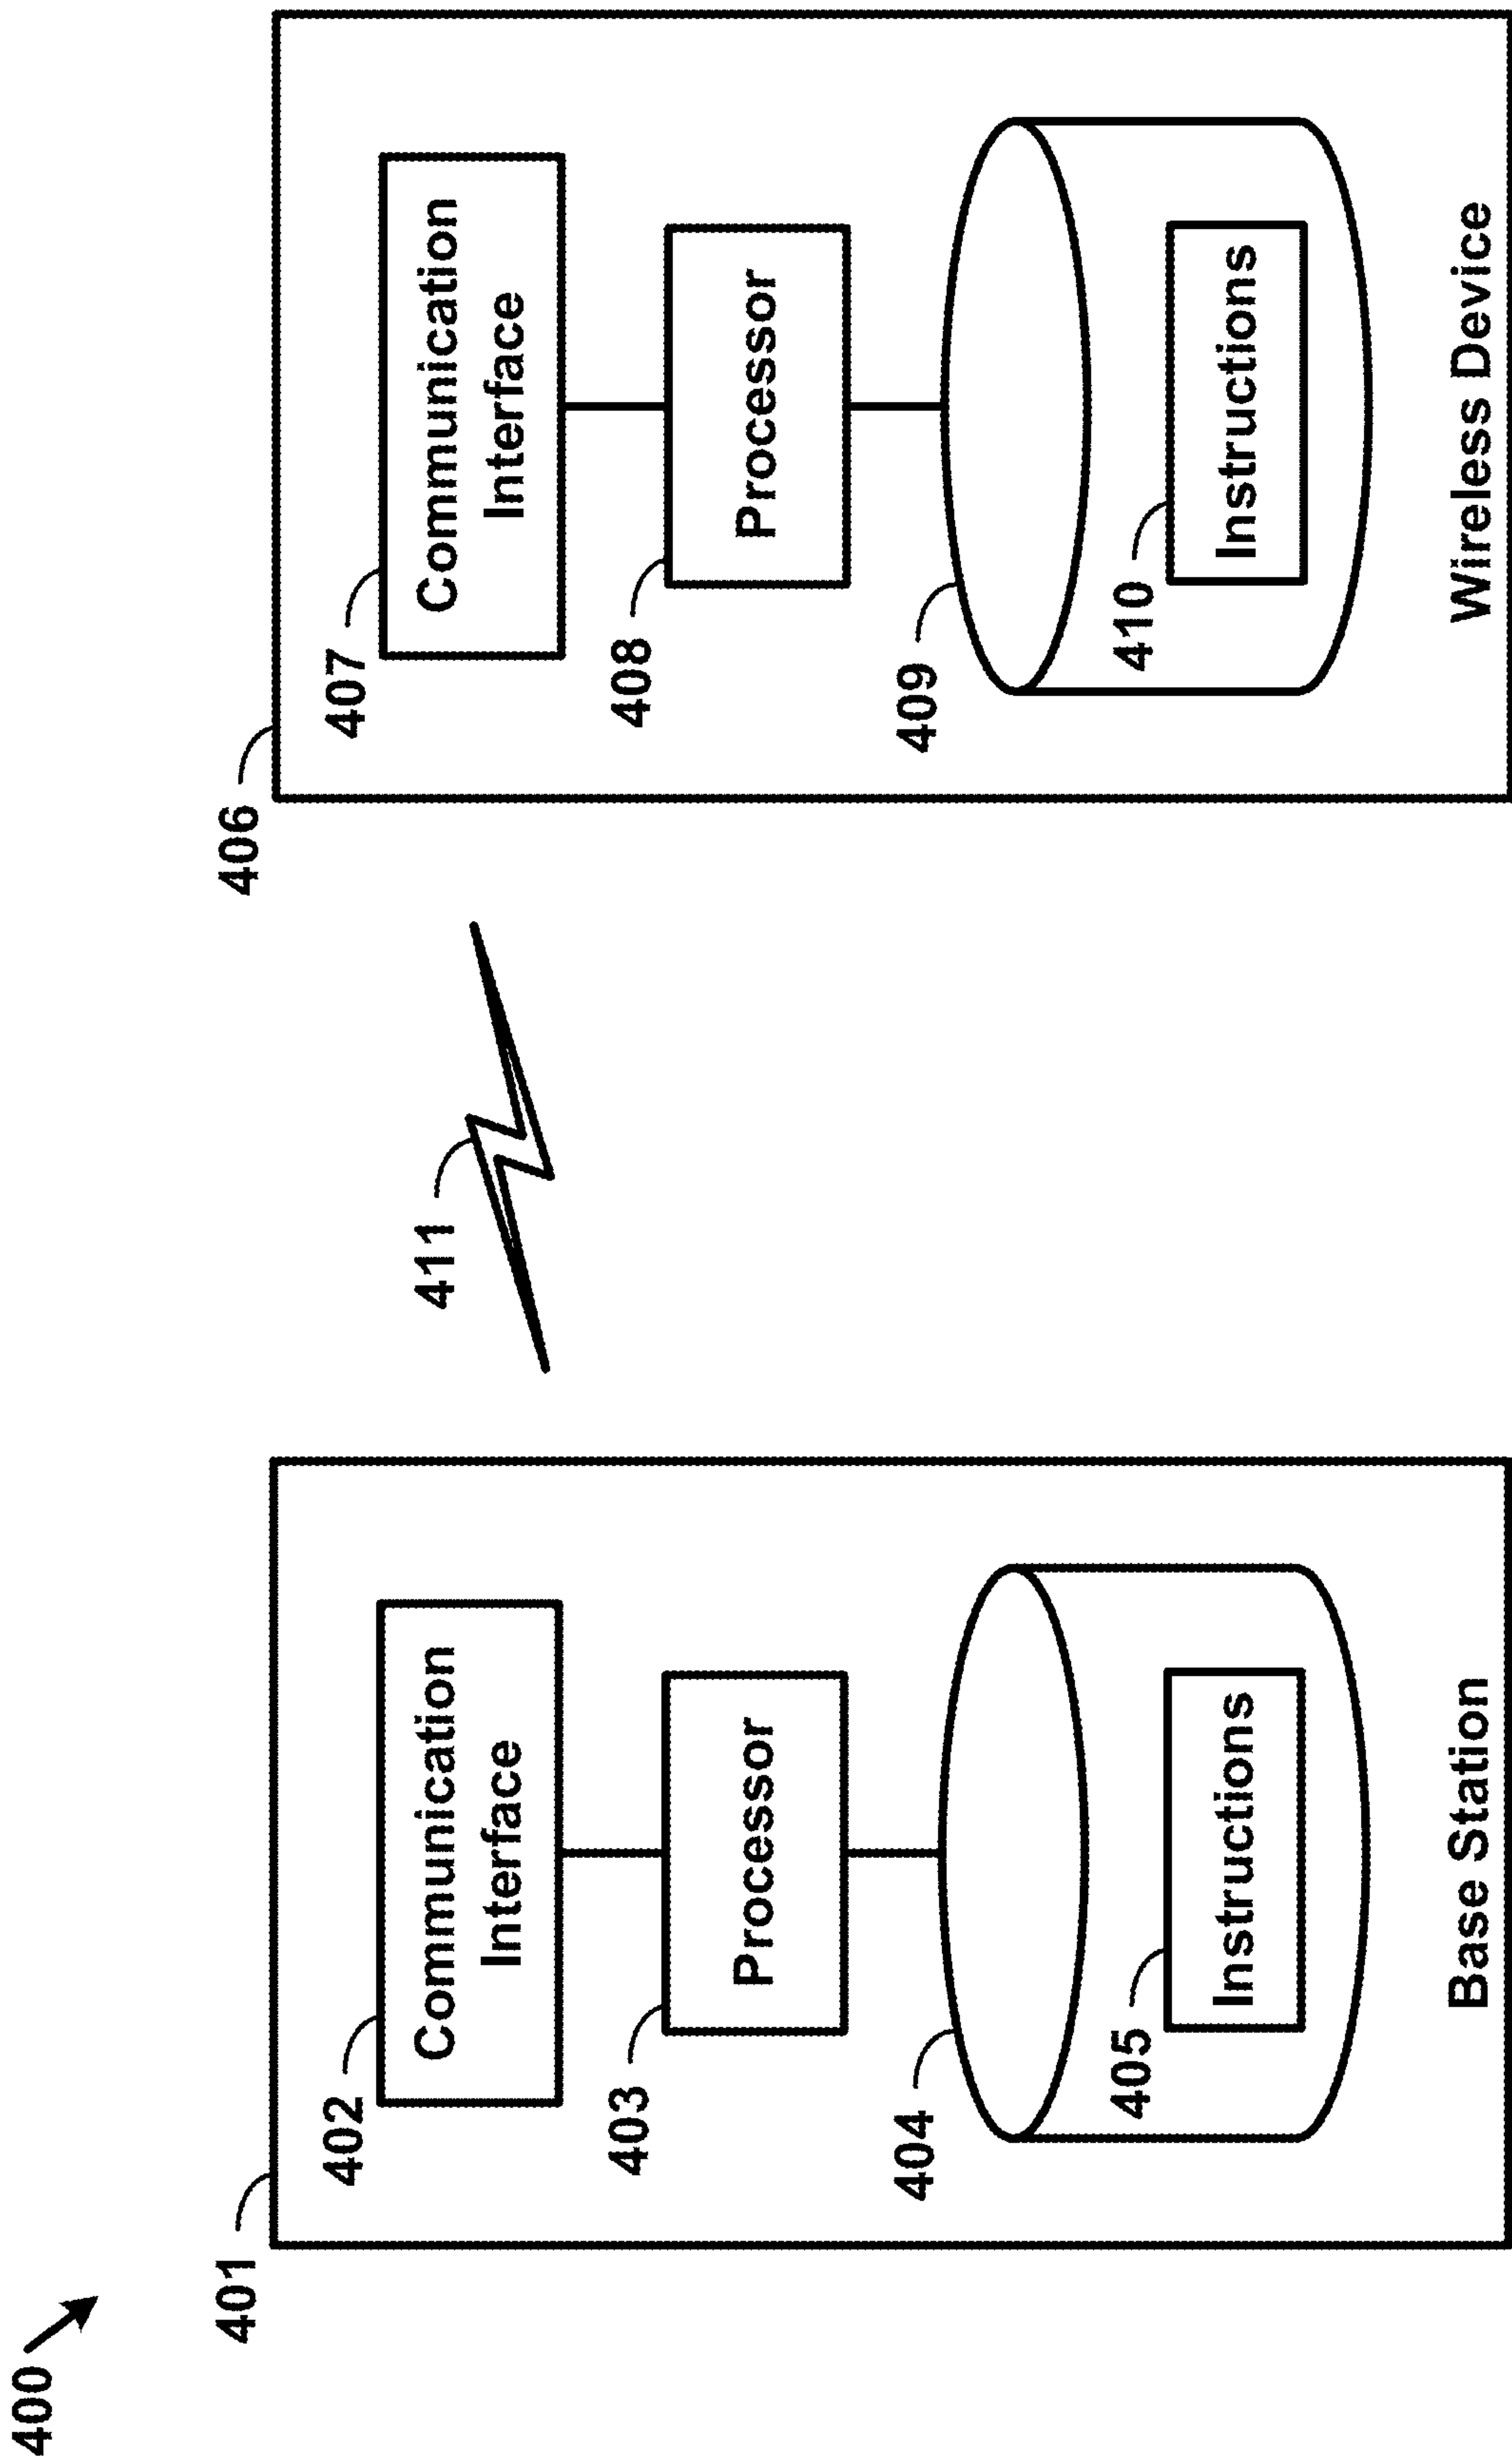 400
401
402
Communication
Interface
403
Processor
404
405
Instructions
Base Station
411
406
407
Communication
Interface
408
Processor
409
410
Instructions
Wireless Device